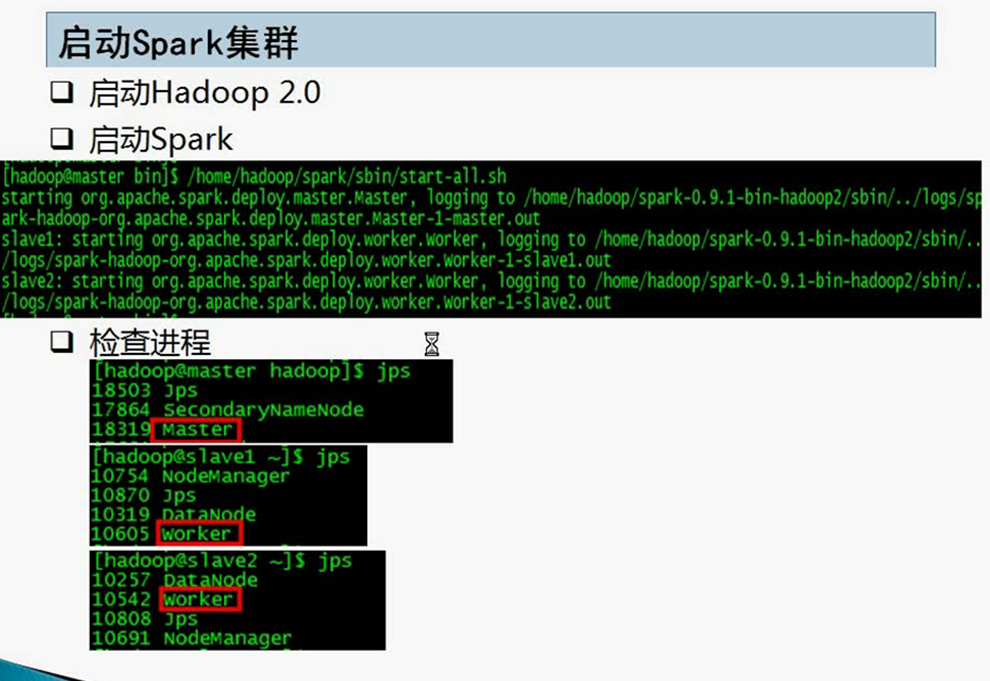 启动Spark集群
启动Hadoop 2.0
启动Spark
[hadoop@master bin]$ /home/hadoop/spark/sbin/start-all.sh
starting org.apache.spark.deploy.master.Master, logging to /home/hadoop/spark-0.9.1-bin-hadoop2/sbin/../logs/sp
ark-hadoop-org.apache.spark.deploy.master.Master-1-master.out
slave1: starting org.apache.spark.deploy.worker.Worker, logging to /home/hadoop/spark-0.9.1-bin-hadoop2/sbin/..
/logs/spark-hadoop-org.apache.spark.deploy.worker.Worker-1-slave1.out
slave2: starting org.apache.spark.deploy.worker.Worker, logging to /home/hadoop/spark-0.9.1-bin-hadoop2/sbin/..
/logs/spark-hadoop-org.apache.spark.deploy.worker.Worker-1-slave2.out
检查进程
[hadoop@master hadoop]$ jps
18503 Jps
17864 SecondaryNameNode
18319 Master
[hadoop@slave1 ~]$ jps
10754 NodeManager
10870 Jps
10319 DataNode
10605 Worker
[hadoop@slave2 ~]$ jps
10257 DataNode
10542 Worker
10808 Jps
10691 NodeManager